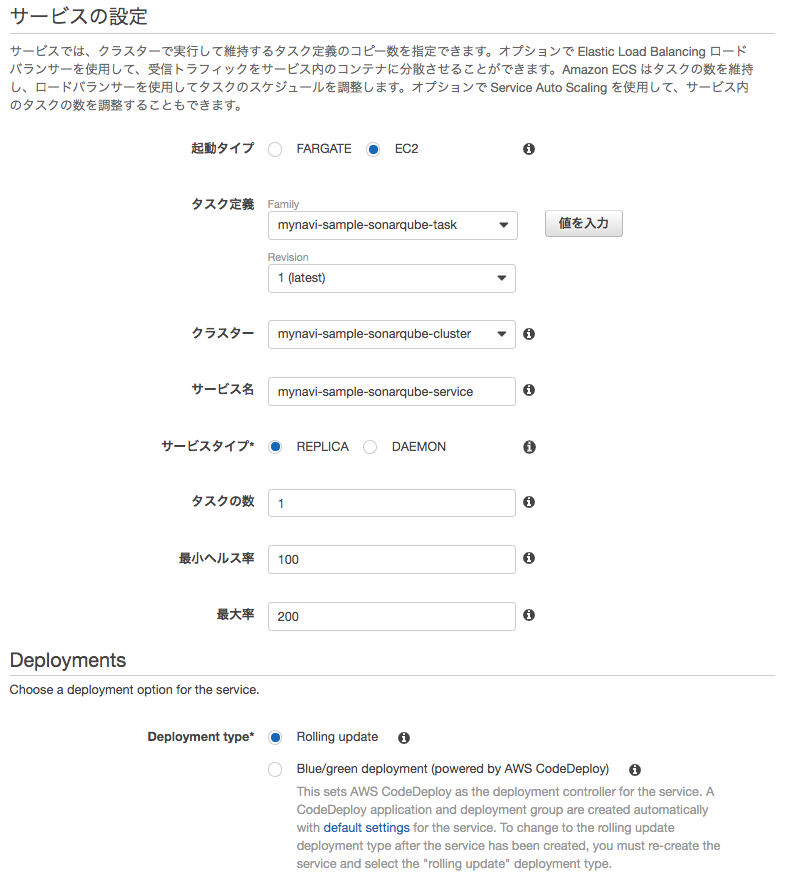 サービスの設定
サービスでは、クラスターで実行して維持するタスク定義のコピー数を指定できます。オプションで Elastic Load Balancing ロード
バランサーを使用して、受信トラフィックをサービス内のコンテナに分散させることができます。Amazon ECS はタスクの数を維持
し、ロードバランサーを使用してタスクのスケジュールを調整します。オプションで Service Auto Scaling を使用して、サービス内
のタスクの数を調整することもできます。
起動タイプ FARGATE EC2
タスク定義 Family
mynavi-sample-sonarqube-task 値を入力
Revision
1 (latest)
クラスター mynavi-sample-sonarqube-cluster
サービス名 mynavi-sample-sonarqube-service
サービスタイプ* REPLICA DAEMON
タスクの数 1
最小ヘルス率 100
最大率 200
Deployments
Choose a deployment option for the service.
Deployment type* Rolling update
Blue/green deployment (powered by AWS CodeDeploy)
This sets AWS CodeDeploy as the deployment controller for the service. A
CodeDeploy application and deployment group are created automatically
with default settings for the service. To change to the rolling update
deployment type after the service has been created, you must re-create the
service and select the "rolling update" deployment type.